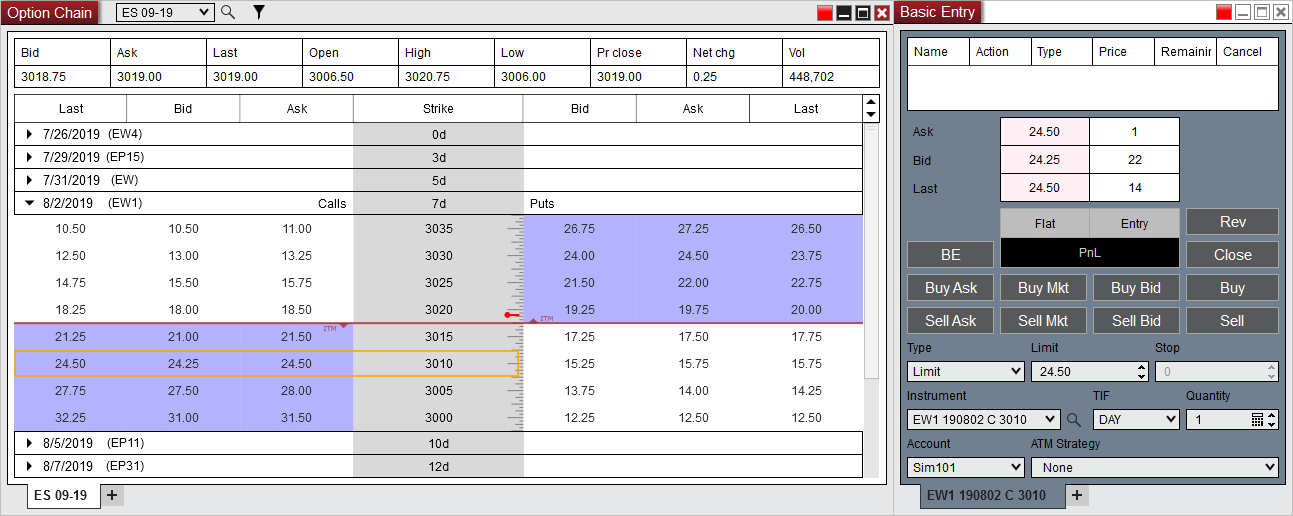 Option Chain ES 09-19
Bid Ask Last Open High Low Pr close Net chg Vol
3018.75 3019.00 3019.00 3006.50 3020.75 3006.00 3019.00 0.25 448,702
Last Bid Ask Strike Bid Ask Last
7/26/2019 (EW4) 0d
7/29/2019 (EP15) 3d
7/31/2019 (EW) 5d
8/2/2019 (EW1) Calls 7d Puts
10.50 10.50 11.00 3035 26.75 27.25 26.50
12.50 13.00 13.25 3030 24.00 24.50 23.75
14.75 15.50 15.75 3025 21.50 22.00 22.75
18.25 18.00 18.50 3020 19.25 19.75 20.00
ITM ITM
21.25 21.00 21.50 3015 17.25 17.50 17.75
24.50 24.25 24.50 3010 15.25 15.75 15.75
27.75 27.50 28.00 3005 13.75 14.00 14.25
32.25 31.00 31.50 3000 12.25 12.50 12.50
8/5/2019 (EP11) 10d
8/7/2019 (EP31) 12d
ES 09-19 +
Basic Entry
Name Action Type Price Remainin Cancel
Ask 24.50 1
Bid 24.25 22
Last 24.50 14
Flat Entry Rev
BE PnL Close
Buy Ask Buy Mkt Buy Bid Buy
Sell Ask Sell Mkt Sell Bid Sell
Type Limit Stop
Limit 24.50 0
Instrument TIF Quantity
EW1 190802 C 3010 DAY 1
Account ATM Strategy
Sim101 None
EW1 190802 C 3010 +